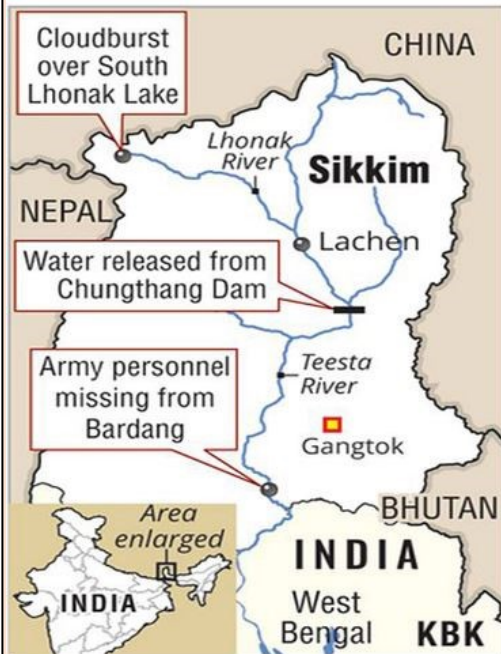 Cloudburst
over South
Lhonak Lake
CHINA
Lhonak
River
Sikkim
NEPAL
Lachen
Water released from
Chungthang Dam
Army personnel
missing from
Bardang
Teesta
River
Gangtok
BHUTAN
Area
enlarged
INDIA
INDIA
West
Bengal
KBK